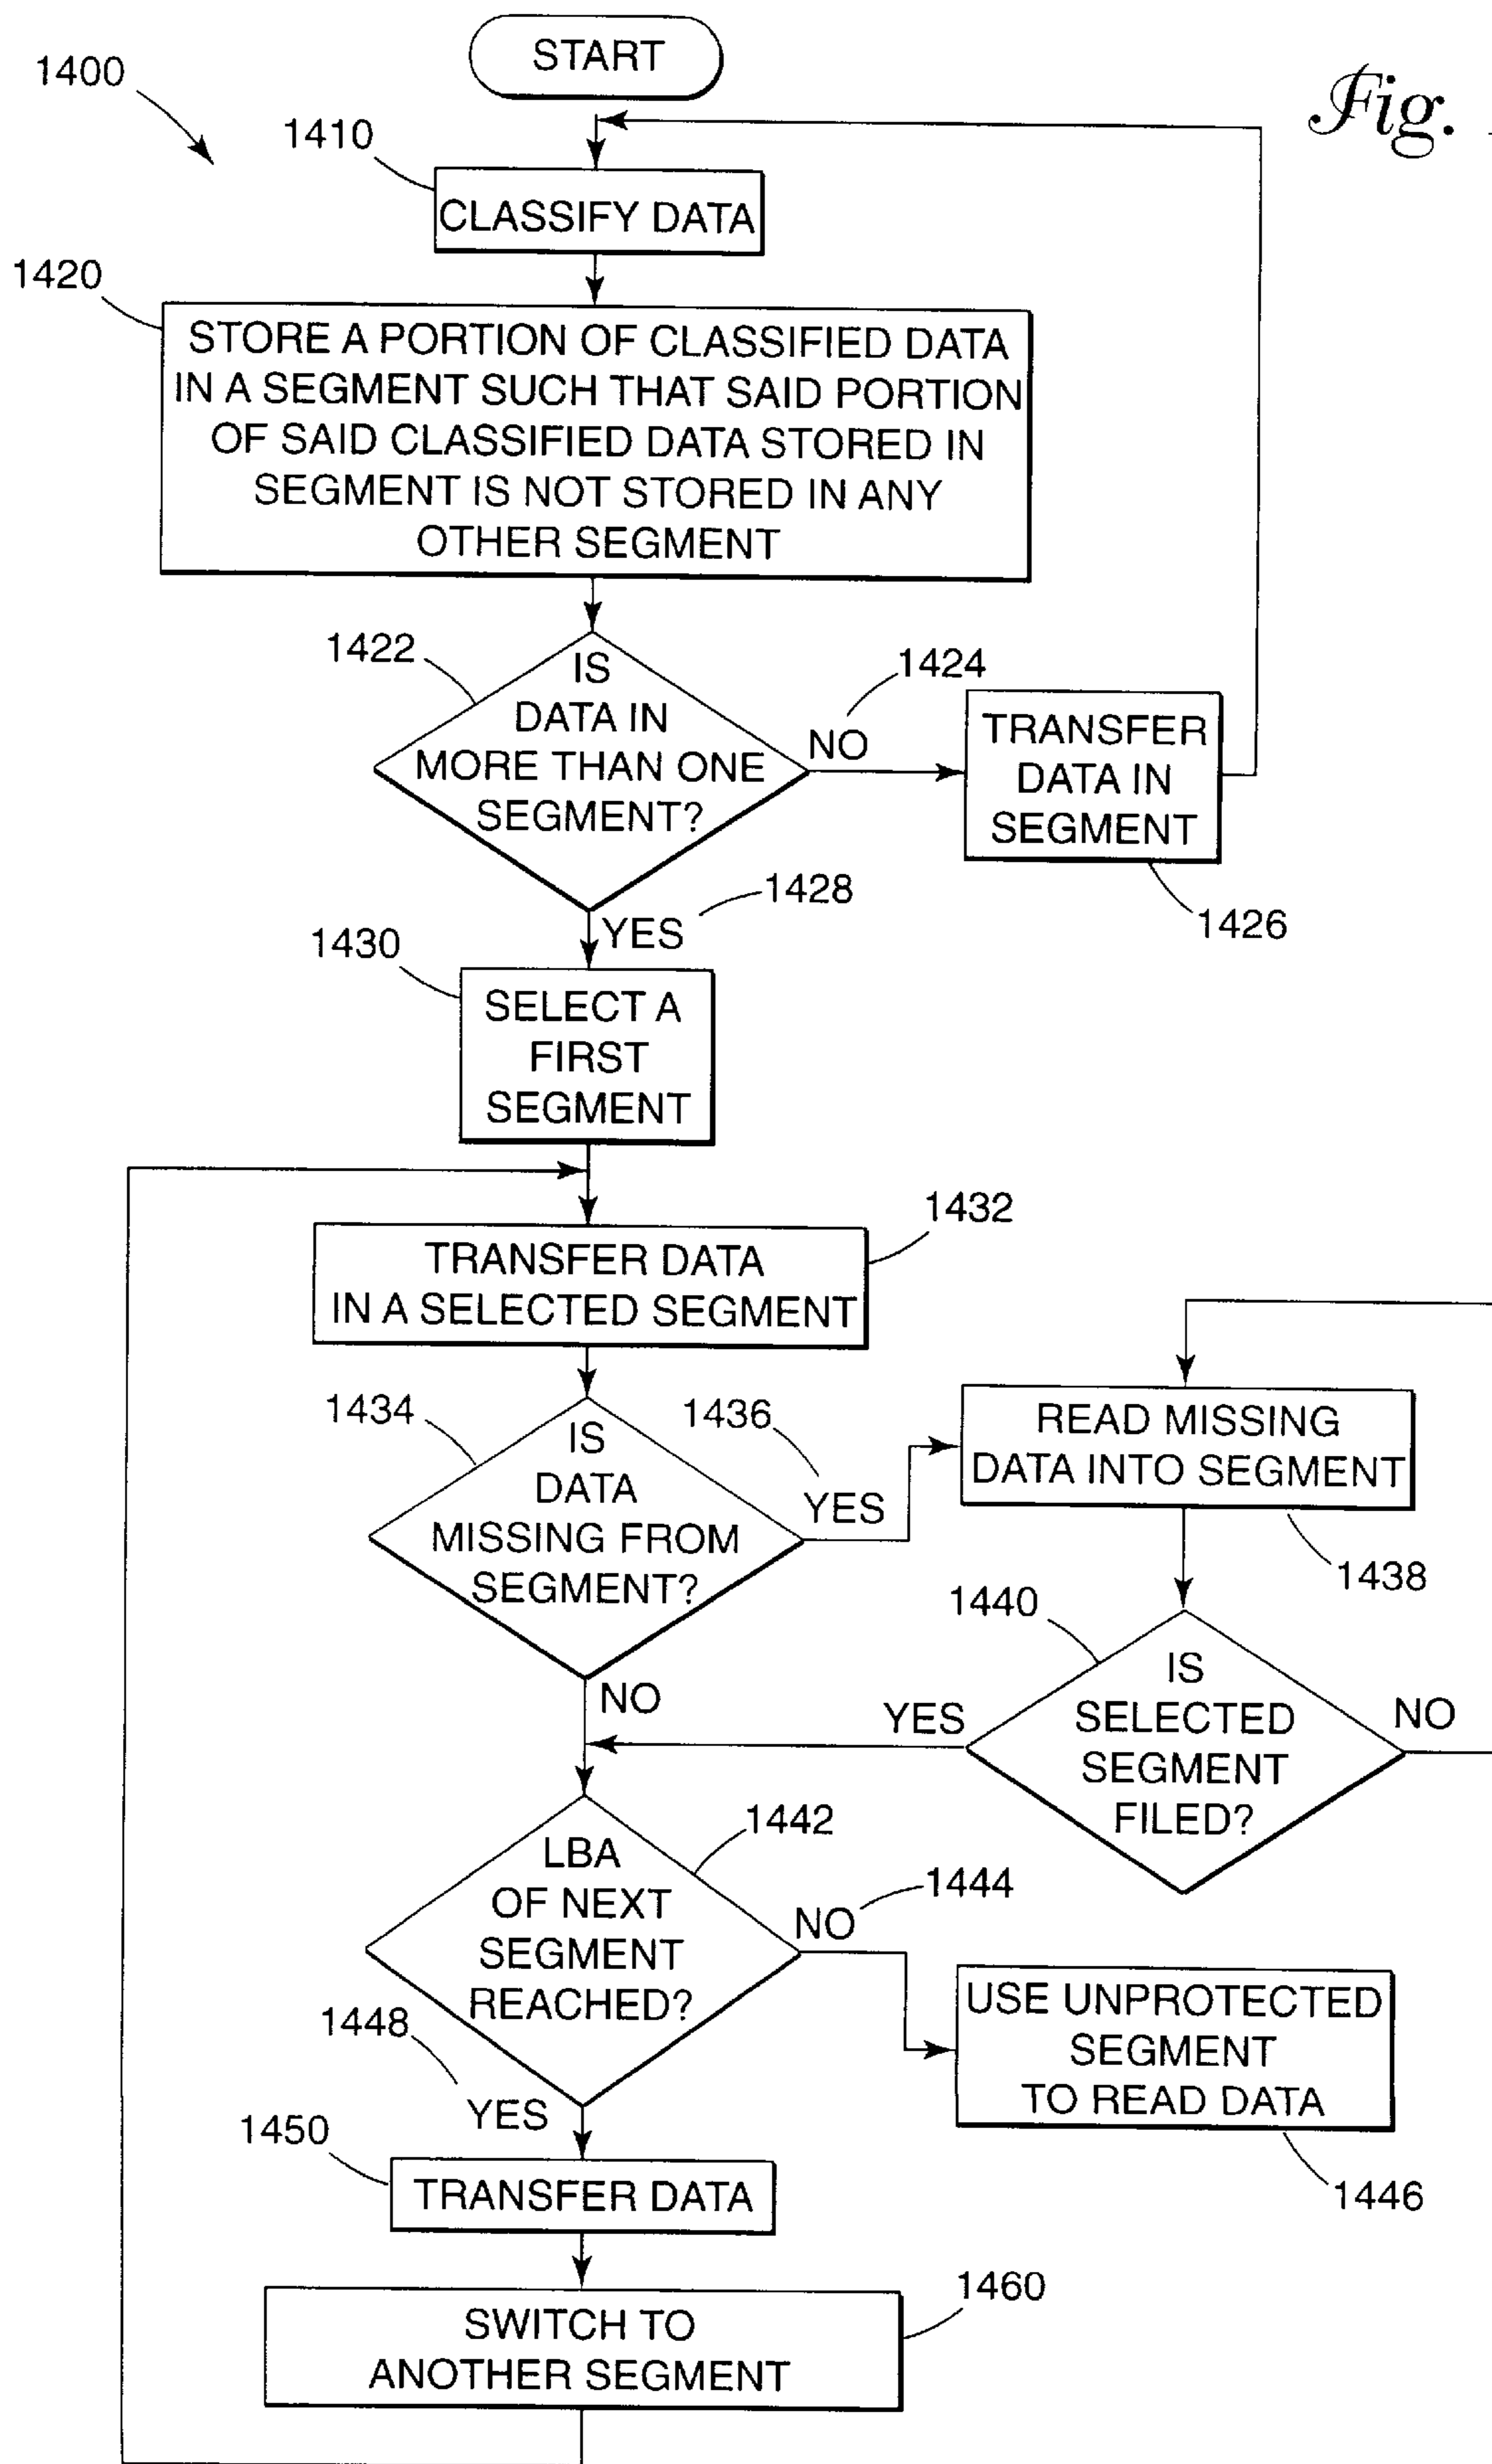 START
1400
Fig.
1410
CLASSIFY DATA
1420
STORE A PORTION OF CLASSIFIED DATA
IN A SEGMENT SUCH THAT SAID PORTION
OF SAID CLASSIFIED DATA STORED IN
SEGMENT IS NOT STORED IN ANY
OTHER SEGMENT
1422
IS
DATA IN
MORE THAN ONE
SEGMENT?
1424
NO
TRANSFER
DATA IN
SEGMENT
1426
1428
YES
1430
SELECT A
FIRST
SEGMENT
1432
TRANSFER DATA
IN A SELECTED SEGMENT
1434
IS
DATA
MISSING FROM
SEGMENT?
1436
YES
READ MISSING
DATA INTO SEGMENT
1438
NO
1440
IS
SELECTED
SEGMENT
FILED?
YES
NO
LBA
OF NEXT
SEGMENT
REACHED?
1442
1444
NO
USE UNPROTECTED
SEGMENT
TO READ DATA
1446
1448
YES
1450
TRANSFER DATA
1460
SWITCH TO
ANOTHER SEGMENT